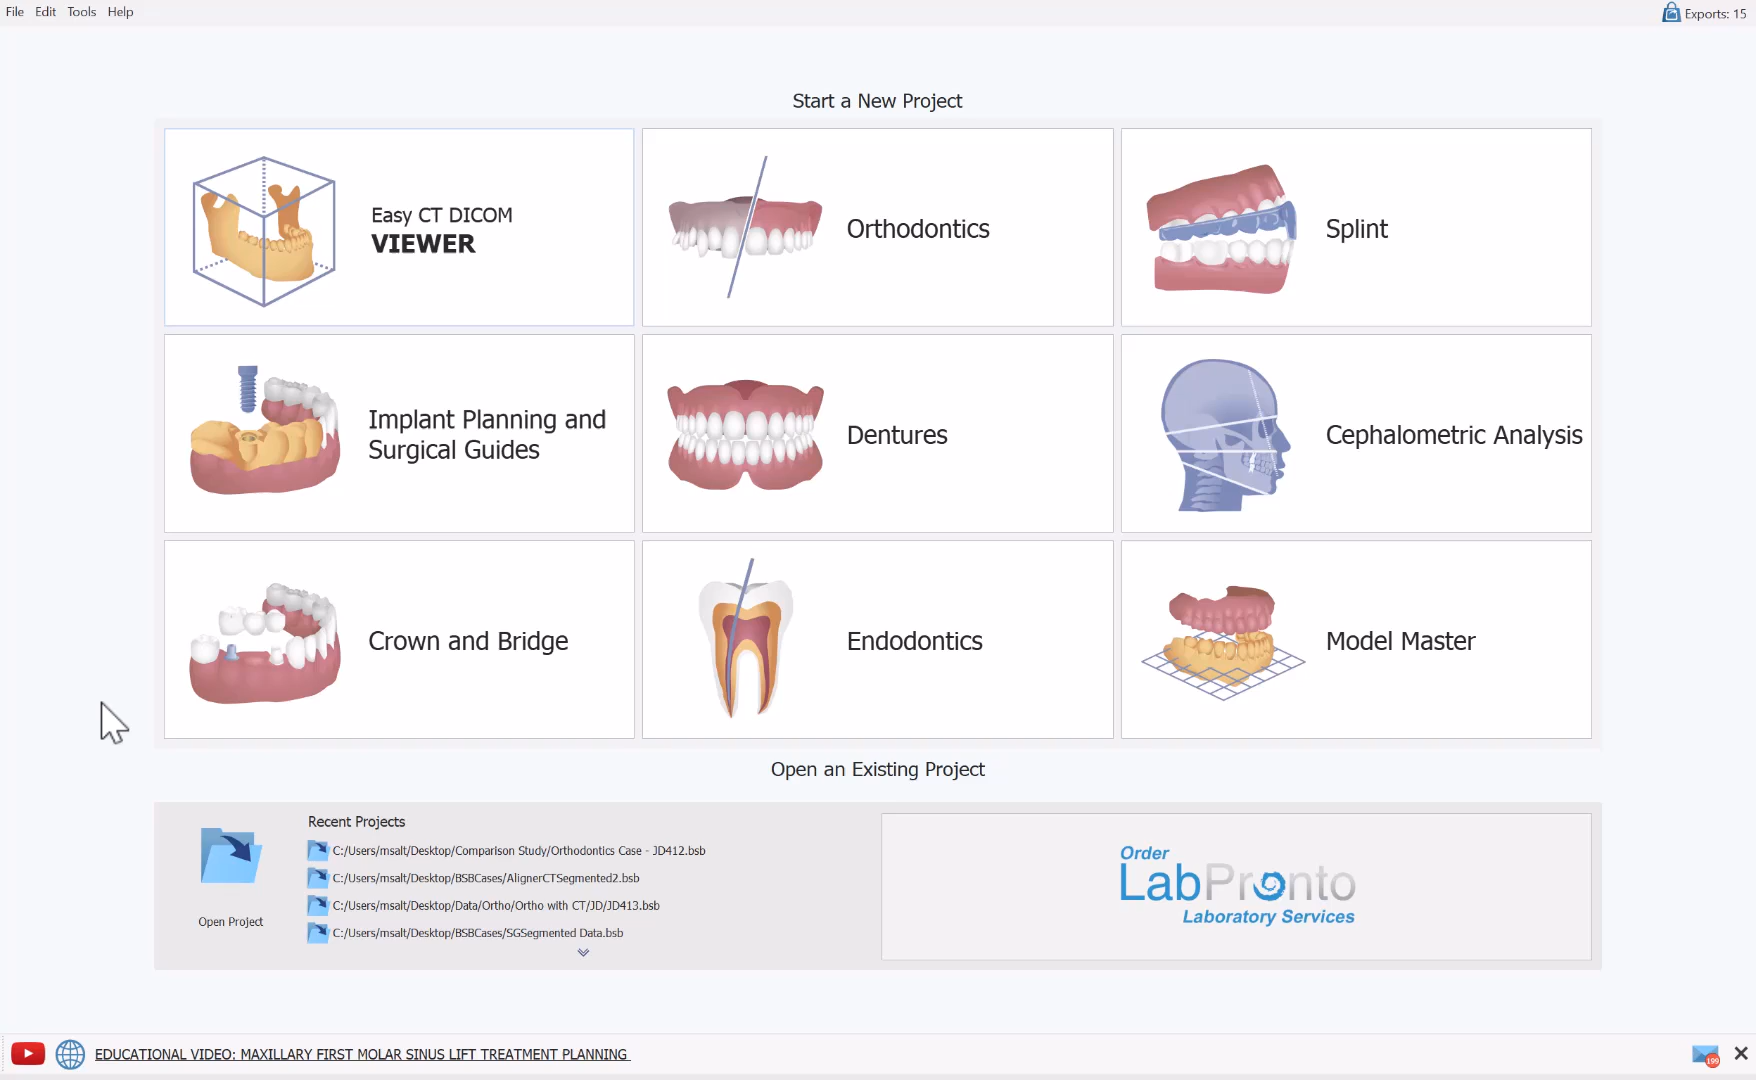 File Edit Tools Help
Exports: 15
Start a New Project
Easy CT DICOM
VIEWER
Orthodontics
Splint
Implant Planning and
Surgical Guides
Dentures
Cephalometric Analysis
Crown and Bridge
Endodontics
Model Master
Open an Existing Project
Open Project
Recent Projects
C:/Users/msalt/Desktop/Comparison Study/Orthodontics Case - JD412.bsb
C:/Users/msalt/Desktop/BSBCases/AlignerCTSegmented2.bsb
C:/Users/msalt/Desktop/Data/Ortho/Ortho with CT/JD/JD413.bsb
C:/Users/msalt/Desktop/BSBCases/SGSegmented Data.bsb
Order
LabPronto
Laboratory Services
EDUCATIONAL VIDEO: MAXILLARY FIRST MOLAR SINUS LIFT TREATMENT PLANNING
199